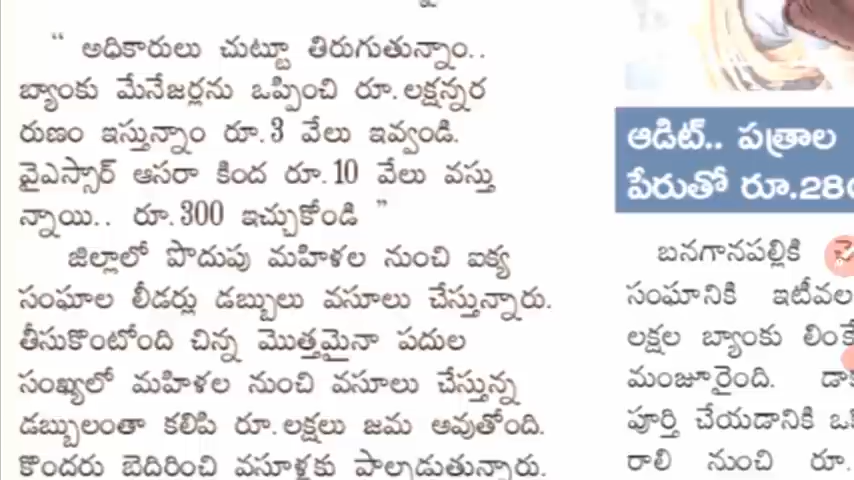 “ అధికారులు చుట్టూ తిరుగుతున్నాం..
బ్యాంకు మేనేజర్లను ఒప్పించి రూ.లక్షన్నర
రుణం ఇస్తున్నాం రూ.3 వేలు ఇవ్వండి.
వైఎస్సార్ ఆసరా కింద రూ.10 వేలు వస్తు
న్నాయి.. రూ.300 ఇచ్చుకోండి ”
జిల్లాలో పొదుపు మహిళల నుంచి ఐక్య
సంఘాల లీడర్లు డబ్బులు వసూలు చేస్తున్నారు.
తీసుకొంటోంది చిన్న మొత్తమైనా పదుల
సంఖ్యలో మహిళల నుంచి వసూలు చేస్తున్న
డబ్బులంతా కలిపి రూ.లక్షలు జమ అవుతోంది.
కొందరు బెదిరించి వసూళ్లకు పాల్పడుతున్నారు.
ఆడిట్.. పత్రాల
పేరుతో రూ.280
బనగానపల్లికి
సంఘానికి ఇటీవల
లక్షల బ్యాంకు
మంజూరైంది.
పూర్తి చేయడానికి
రాలి నుంచి రూ.